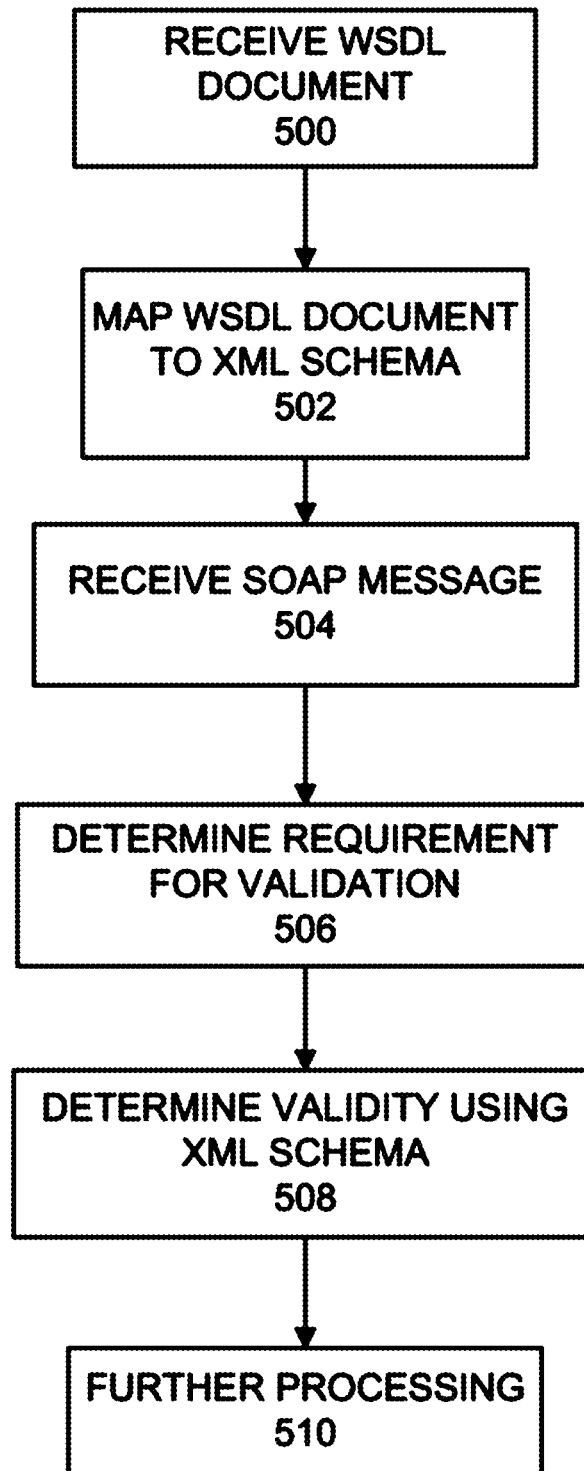 RECEIVE WSDL
DOCUMENT
500
MAP WSDL DOCUMENT
TO XML SCHEMA
502
RECEIVE SOAP MESSAGE
504
DETERMINE REQUIREMENT
FOR VALIDATION
506
DETERMINE VALIDITY USING
XML SCHEMA
508
FURTHER PROCESSING
510